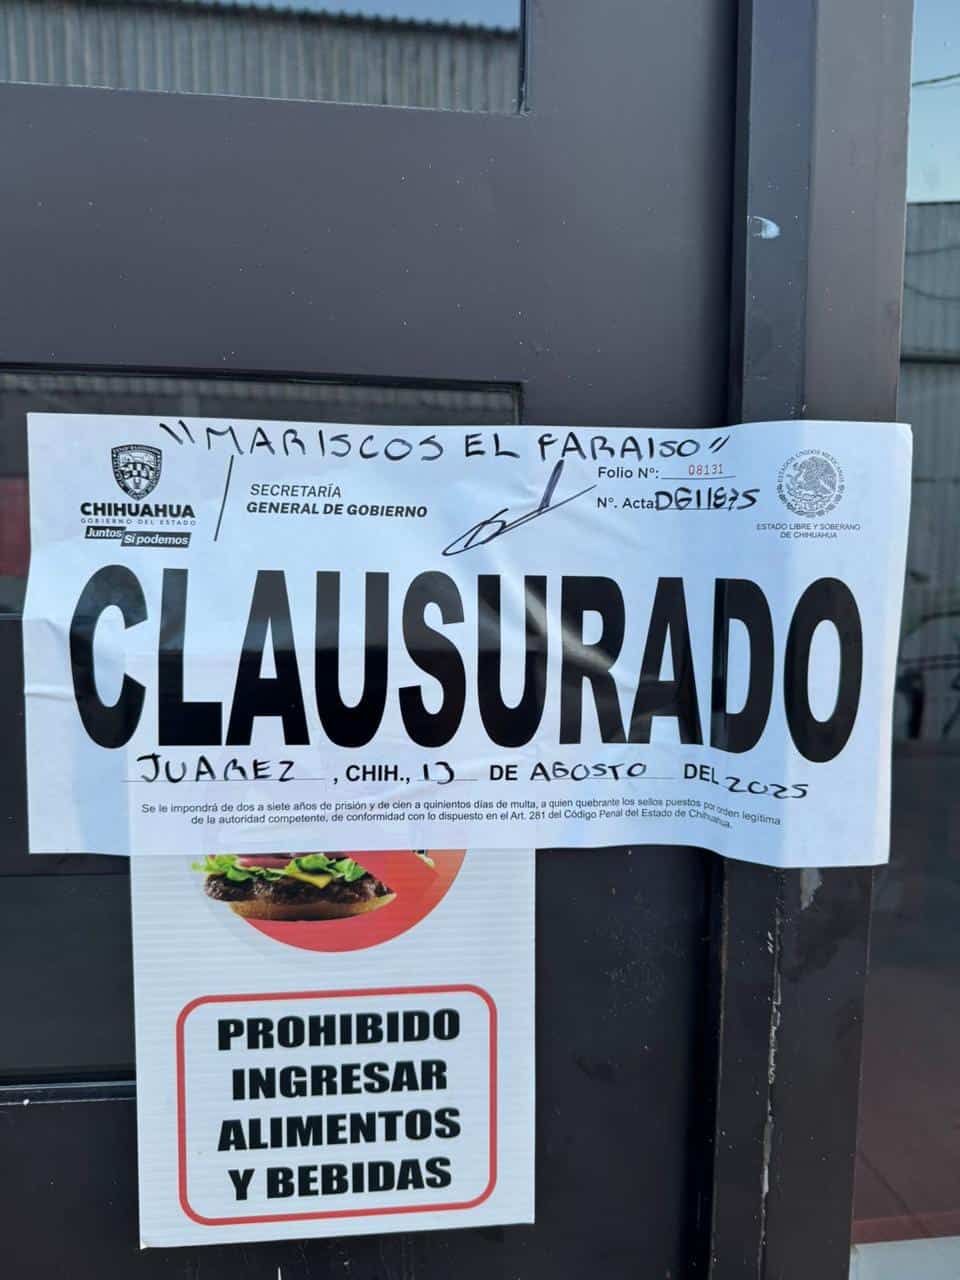 "MARISCOS EL PARAISO"
Folio Nº: 08131
CHIHUAHUA
GOBIERNO DEL ESTADO
Juntos Sí podemos
SECRETARÍA
GENERAL DE GOBIERNO
Nº. Acta: DG11875
ESTADOS UNIDOS MEXICANOS
ESTADO LIBRE Y SOBERANO
DE CHIHUAHUA
CLAUSURADO
JUAREZ, CHIH., 13 DE AGOSTO DEL 2025
Se le impondrá de dos a siete años de prisión y de cien a quinientos días de multa, a quien quebrante los sellos puestos por orden legítima
de la autoridad competente, de conformidad con lo dispuesto en el Art. 281 del Código Penal del Estado de Chihuahua.
PROHIBIDO
INGRESAR
ALIMENTOS
Y BEBIDAS